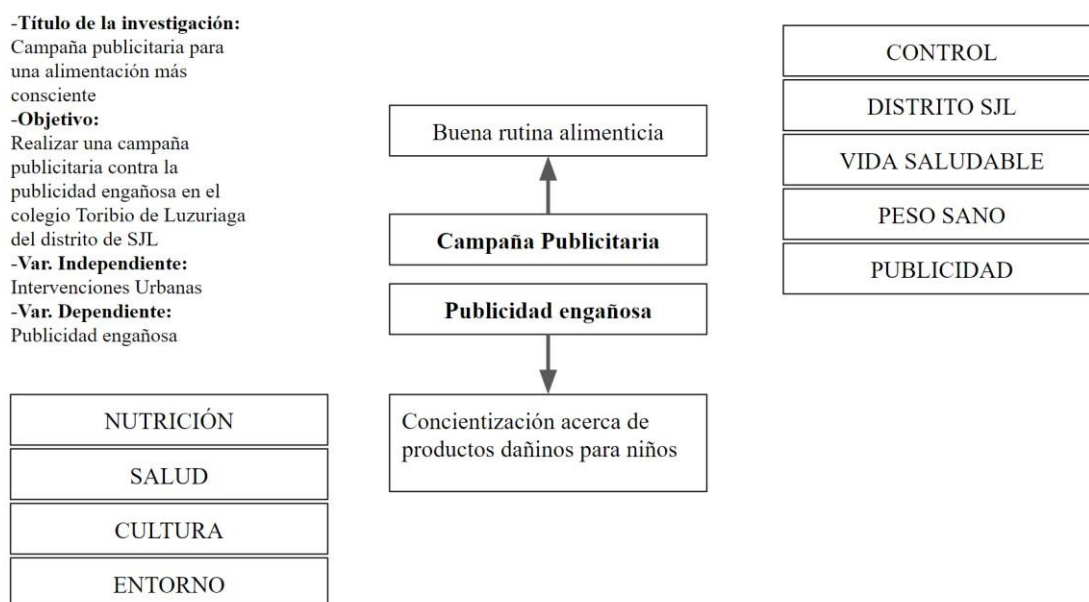 -Título de la investigación:
Campaña publicitaria para
una alimentación más
consciente
-Objetivo:
Realizar una campaña
publicitaria contra la
publicidad engañosa en el
colegio Toribio de Luzuriaga
del distrito de SJL
-Var. Independiente:
Intervenciones Urbanas
-Var. Dependiente:
Publicidad engañosa
NUTRICIÓN
SALUD
CULTURA
ENTORNO
Buena rutina alimenticia
Campaña Publicitaria
Publicidad engañosa
Concientización acerca de
productos dañinos para niños
CONTROL
DISTRITO SJL
VIDA SALUDABLE
PESO SANO
PUBLICIDAD